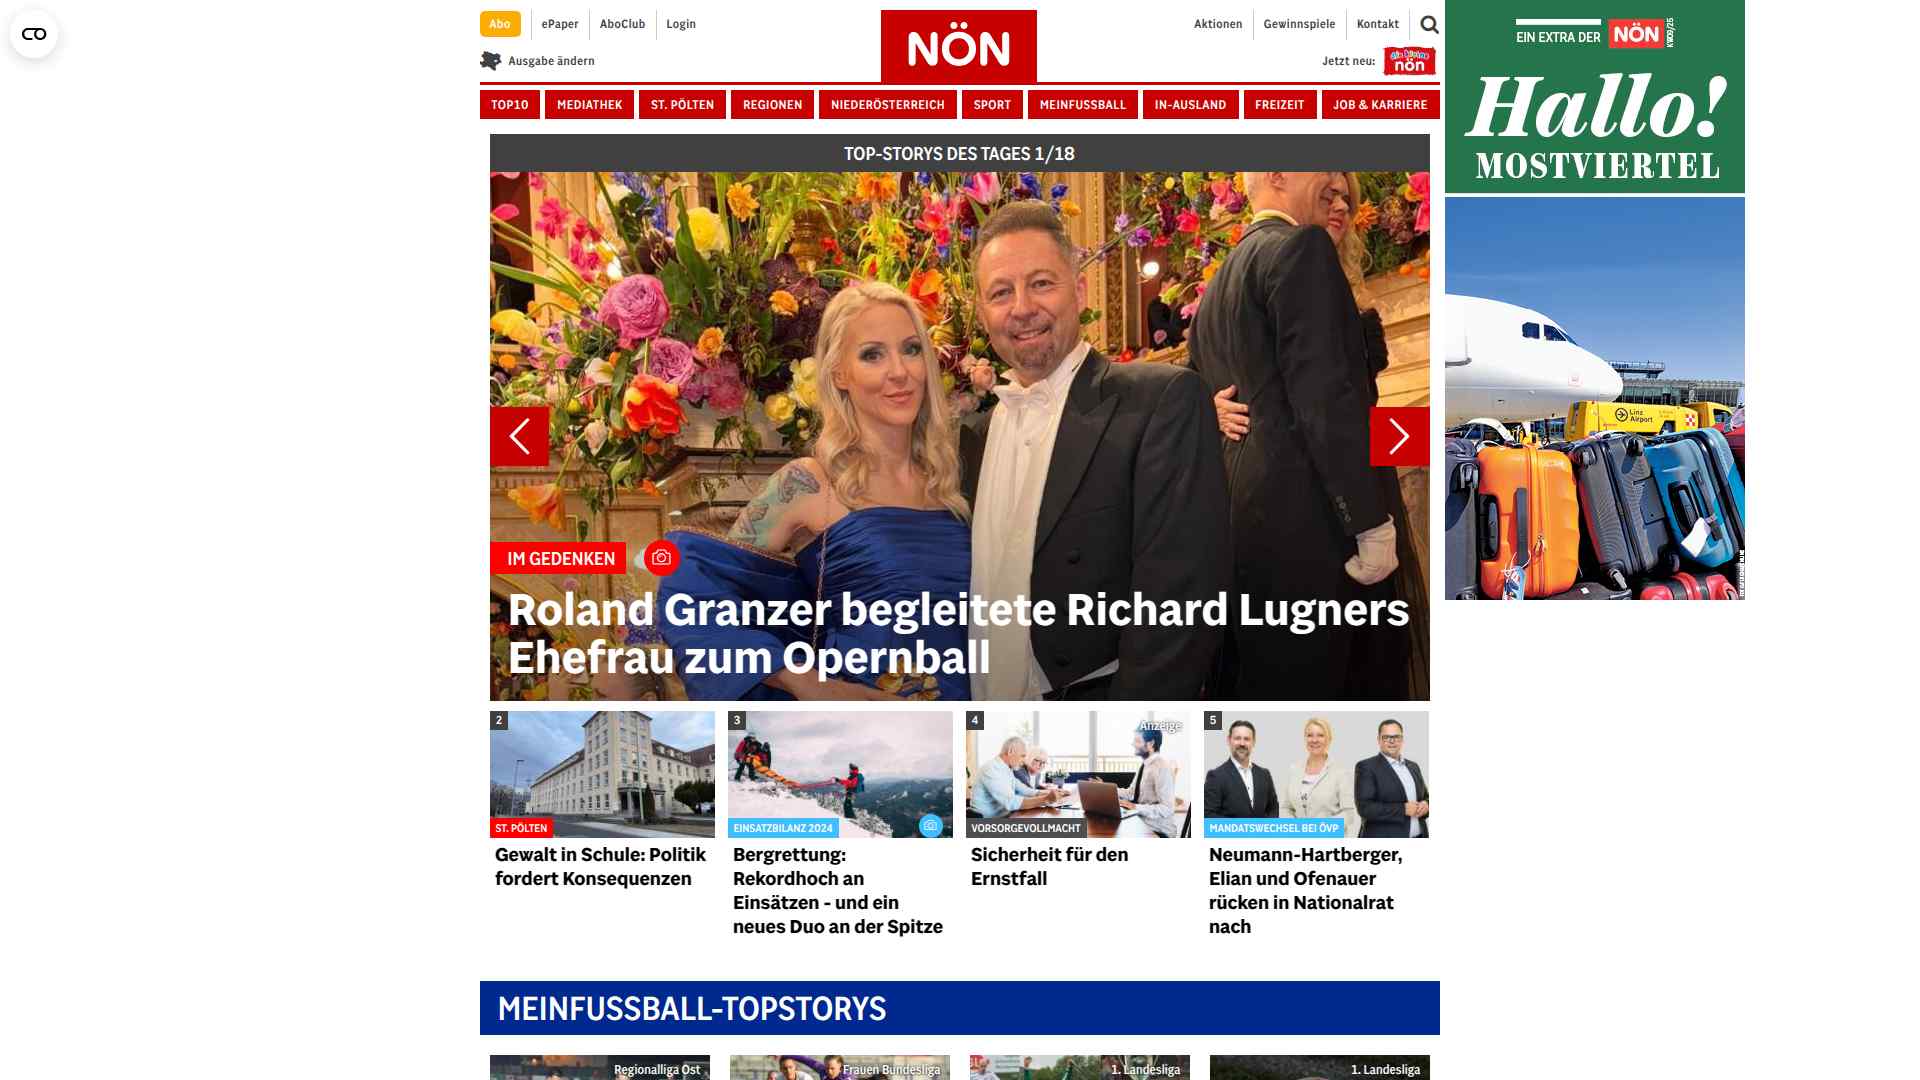 Abo
ePaper
AboClub
Login
Aktionen
Gewinnspiele
Kontakt
NÖN
Ausgabe ändern
Jetzt neu:
nön
TOP10
MEDIATHEK
ST. PÖLTEN
REGIONEN
NIEDERÖSTERREICH
SPORT
MEINFUSSBALL
IN-AUSLAND
FREIZEIT
JOB & KARRIERE
EIN EXTRA DER NÖN
KW09/25
Hallo!
MOSTVIERTEL
Linz
Airport
TOP-STORYS DES TAGES 1/18
IM GEDENKEN
Roland Granzer begleitete Richard Lugners
Ehefrau zum Opernball
2
ST. PÖLTEN
Gewalt in Schule: Politik
fordert Konsequenzen
3
EINSATZBILANZ 2024
Bergrettung:
Rekordhoch an
Einsätzen - und ein
neues Duo an der Spitze
4
Anzeige
VORSORGEVOLLMACHT
Sicherheit für den
Ernstfall
5
MANDATSWECHSEL BEI ÖVP
Neumann-Hartberger,
Elian und Ofenauer
rücken in Nationalrat
nach
MEINFUSSBALL-TOPSTORYS
Regionalliga Ost
Frauen Bundesliga
1. Landesliga
1. Landesliga